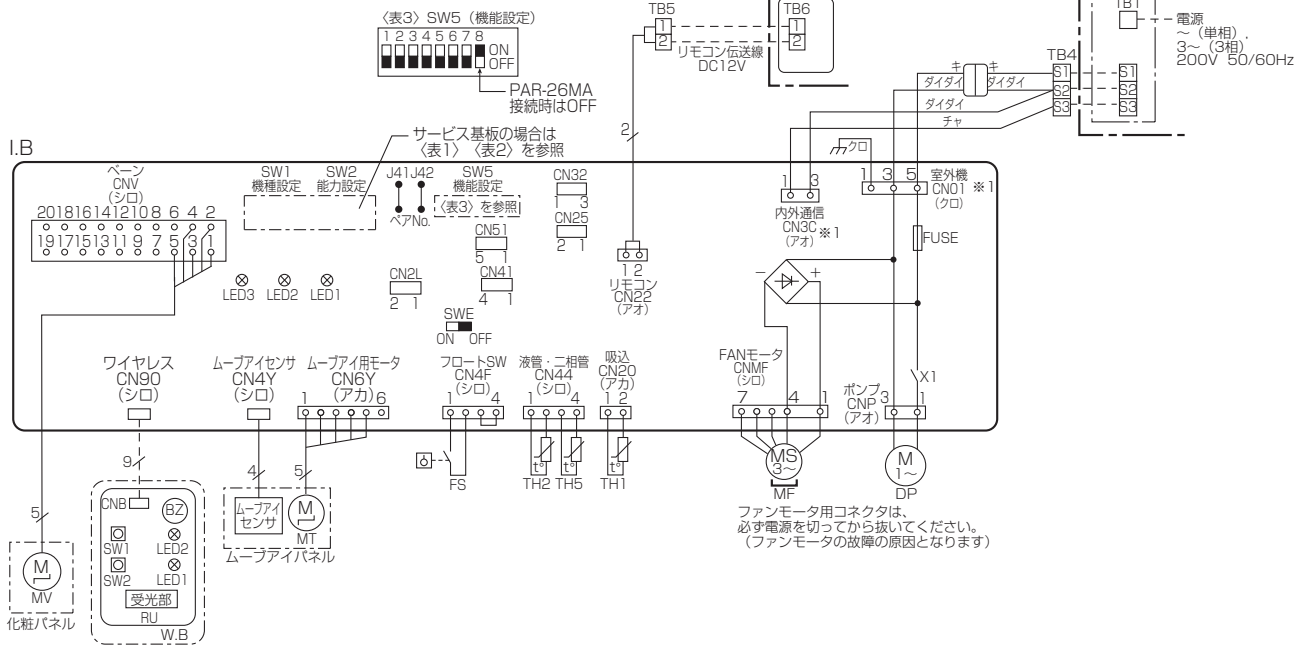 〈表3〉SW5（機能設定）
1 2 3 4 5 6 7 8
ON
OFF
PAR-26MA
接続時はOFF
TB5
1
2
リモコン伝送線
DC12V
TB6
1
2
TB1
電源
～（単相）,
3～（3相）
200V 50/60Hz
TB4
S1
S2
S3
S1
S2
S3
キ キ
ダイダイ ダイダイ
ダイダイ
チャ
クロ
2
サービス基板の場合は
〈表1〉〈表2〉を参照
I.B
ベーン
CNV
（シロ）
20 18 16 14 12 10 8 6 4 2
19 17 15 13 11 9 7 5 3 1
SW1
機種設定
SW2
能力設定
J41 J42
ペアNo.
SW5
機能設定
〈表3〉を参照
CN32
1 3
CN25
2 1
CN51
5 1
CN41
4 1
CN2L
2 1
SWE
ON OFF
LED3 LED2 LED1
1 2
リモコン
CN22
（アオ）
1 3
内外通信
CN3C ※1
（アオ）
1 3 5
室外機
CN01 ※1
（クロ）
FUSE
− +
X1
ワイヤレス
CN90
（シロ）
ムーブアイセンサ
CN4Y
（シロ）
ムーブアイ用モータ
CN6Y
（アカ）
1 6
フロートSW
CN4F
（シロ）
1 4
液管・二相管
CN44
（シロ）
1 4
吸込
CN20
（アカ）
1 2
FANモータ
CNMF
（シロ）
7 4 1
ポンプ
CNP
（アオ）
3 1
5
9
4
5
FS
t° t° t°
TH2 TH5 TH1
MS
3～
MF
M
1～
DP
ファンモータ用コネクタは、
必ず電源を切ってから抜いてください。
（ファンモータの故障の原因となります）
M
MV
化粧パネル
CNB
BZ
SW1
LED2
SW2
LED1
受光部
RU
W.B
ムーブアイ
センサ
M
MT
ムーブアイパネル